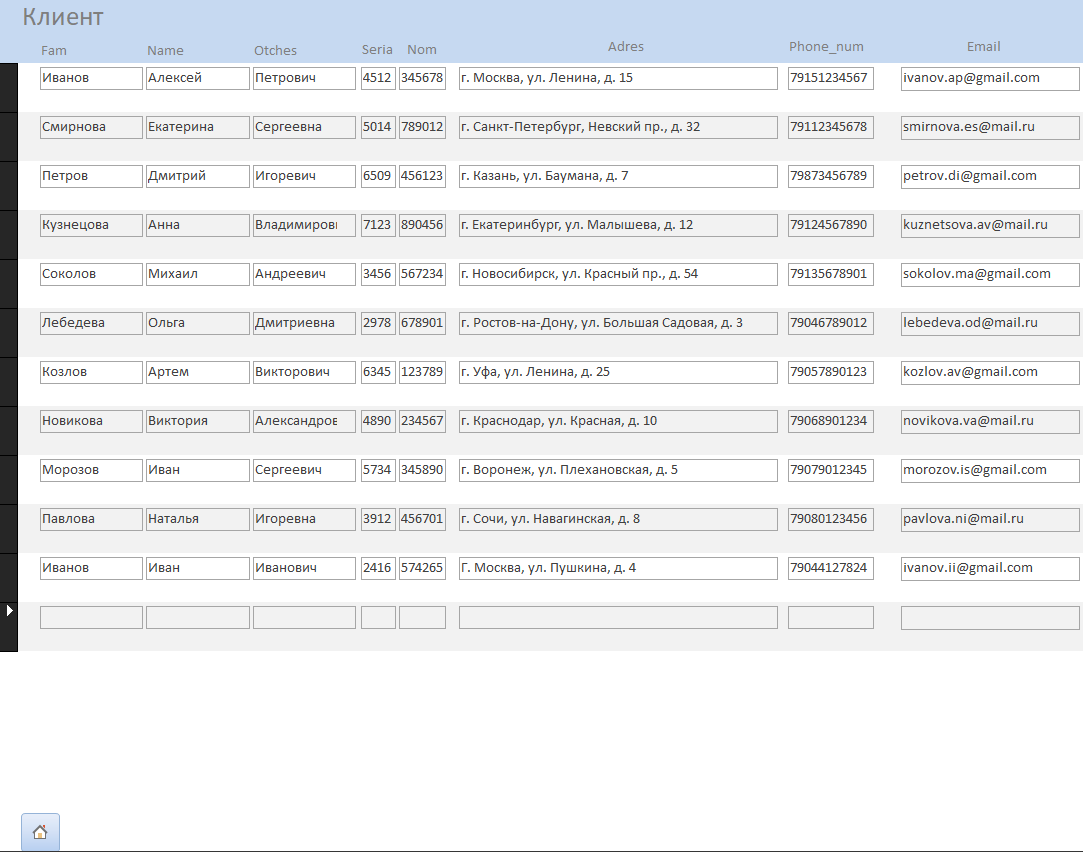 Клиент
Fam Name Otches Seria Nom Adres Phone_num Email
Иванов Алексей Петрович 4512 345678 г. Москва, ул. Ленина, д. 15 79151234567 ivanov.ap@gmail.com
Смирнова Екатерина Сергеевна 5014 789012 г. Санкт-Петербург, Невский пр., д. 32 79112345678 smirnova.es@mail.ru
Петров Дмитрий Игоревич 6509 456123 г. Казань, ул. Баумана, д. 7 79873456789 petrov.di@gmail.com
Кузнецова Анна Владимиров 7123 890456 г. Екатеринбург, ул. Малышева, д. 12 79124567890 kuznetsova.av@mail.ru
Соколов Михаил Андреевич 3456 567234 г. Новосибирск, ул. Красный пр., д. 54 79135678901 sokolov.ma@gmail.com
Лебедева Ольга Дмитриевна 2978 678901 г. Ростов-на-Дону, ул. Большая Садовая, д. 3 79046789012 lebedeva.od@mail.ru
Козлов Артем Викторович 6345 123789 г. Уфа, ул. Ленина, д. 25 79057890123 kozlov.av@gmail.com
Новикова Виктория Александров 4890 234567 г. Краснодар, ул. Красная, д. 10 79068901234 novikova.va@mail.ru
Морозов Иван Сергеевич 5734 345890 г. Воронеж, ул. Плехановская, д. 5 79079012345 morozov.is@gmail.com
Павлова Наталья Игоревна 3912 456701 г. Сочи, ул. Навагинская, д. 8 79080123456 pavlova.ni@mail.ru
Иванов Иван Иванович 2416 574265 Г. Москва, ул. Пушкина, д. 4 79044127824 ivanov.ii@gmail.com